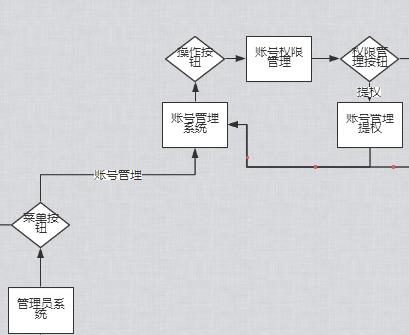 操作按
钮
账号权限
管理
权限管
理按钮
提权
账号管理
系统
账号管理
提权
账号管理
菜单按
钮
管理员系
统